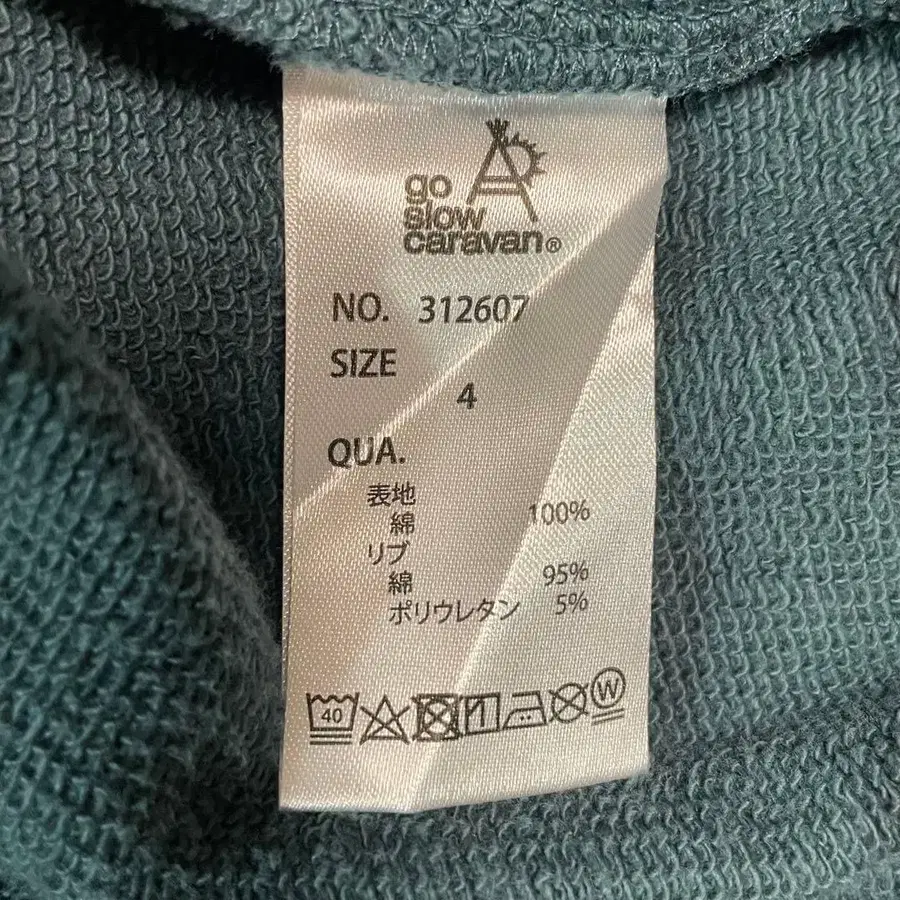 go
slow
caravan®
NO. 312607
SIZE
4
QUA.
表地
綿 100%
リブ
綿 95%
ポリウレタン 5%
40
W